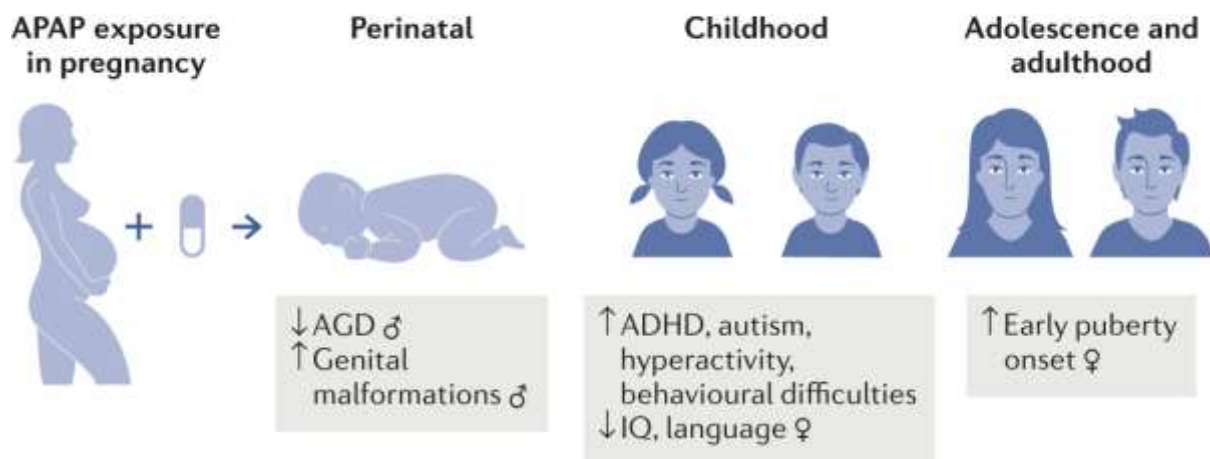 APAP exposure
in pregnancy
Perinatal
Childhood
Adolescence and
adulthood
+
→
↓ AGD ♂
↑ Genital
malformations ♂
↑ ADHD, autism,
hyperactivity,
behavioural difficulties
↓ IQ, language ♀
↑ Early puberty
onset ♀